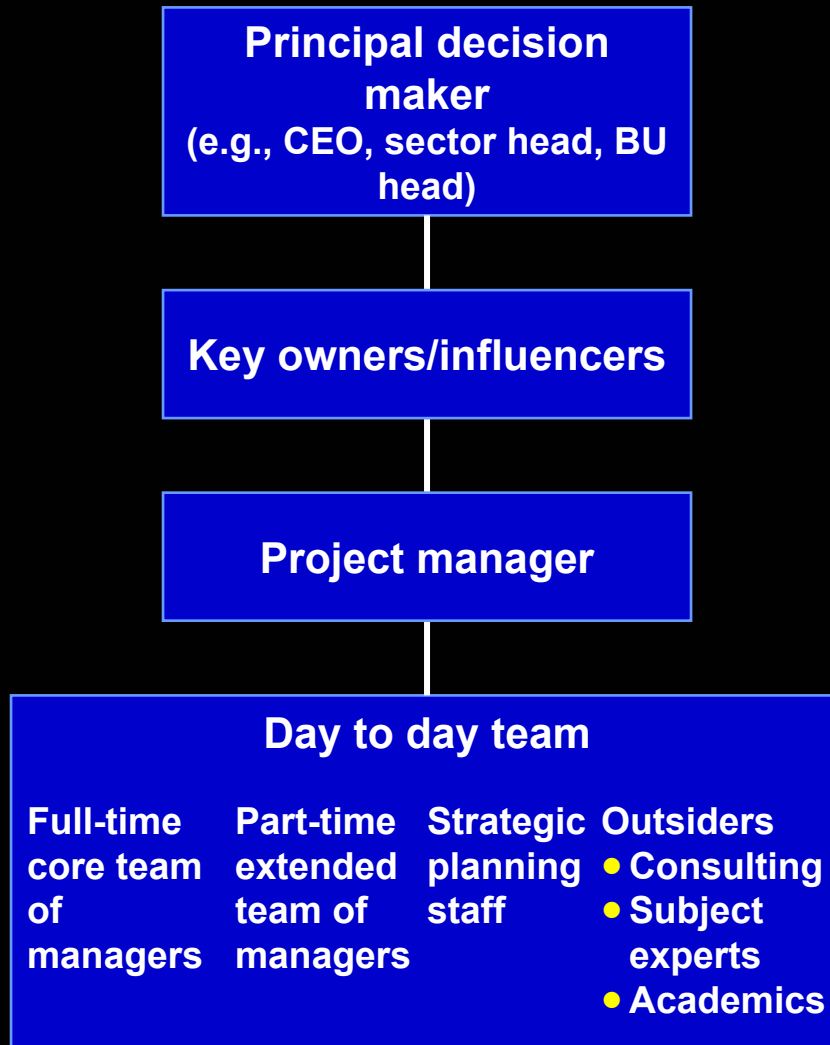 Principal decision
maker
(e.g., CEO, sector head, BU
head)
Key owners/influencers
Project manager
Day to day team
Full-time
core team
of
managers
Part-time
extended
team of
managers
Strategic
planning
staff
Outsiders
• Consulting
• Subject
experts
• Academics